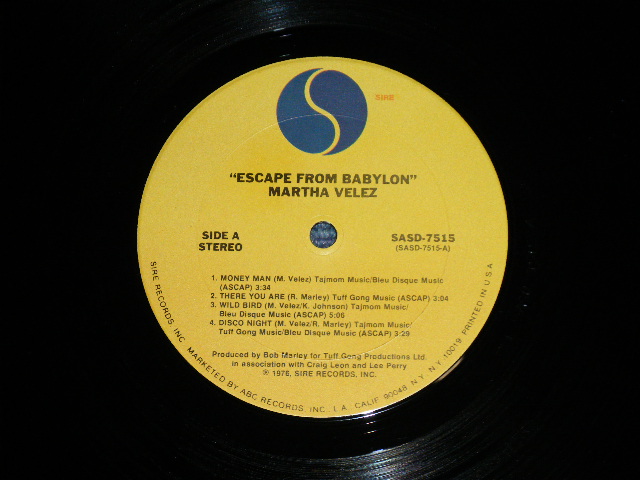 SIRE
"ESCAPE FROM BABYLON"
MARTHA VELEZ
SIDE A
STEREO
SASD-7515
(SASD-7515-A)
1. MONEY MAN (M. Velez) Tajmom Music/Bleu Disque Music
(ASCAP) 3:34
2. THERE YOU ARE (R. Marley) Tuff Gong Music (ASCAP) 3:04
3. WILD BIRD (M. Velez/K. Johnson) Tajmom Music/
Bleu Disque Music (ASCAP) 5:06
4. DISCO NIGHT (M. Velez/R. Marley) Tajmom Music/
Tuff Gong Music/Bleu Disque Music (ASCAP) 3:29
Produced by Bob Marley for Tuff Gong Productions Ltd.
in association with Craig Leon and Lee Perry
℗ 1976, SIRE RECORDS, INC.
SIRE RECORDS, INC. MARKETED BY ABC RECORDS, INC. L.A. CALIF. 90048 N.Y. N.Y. 10019 PRINTED IN U.S.A.